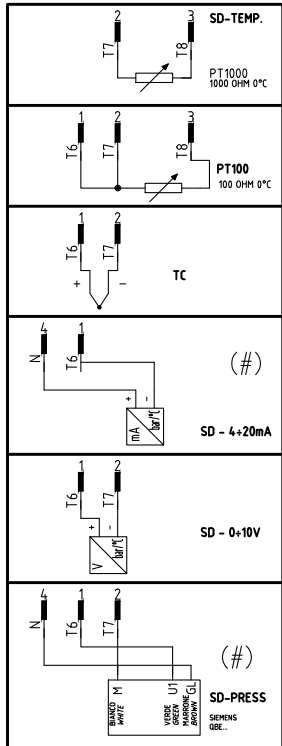 2 3 SD-TEMP.
T7 T8
PT1000
1000 OHM 0°C
1 2 3
T6 T7 T8
PT100
100 OHM 0°C
1 2
T6 T7
+ -
TC
4 1
N T6
(#)
+ -
mA bar/°C
SD - 4÷20mA
1 2
T6 T7
+ -
V bar/°C
SD - 0÷10V
4 1 2
N T6 T7
(#)
M U1 GL
BIANCO VERDE MARRONE
WHITE GREEN BROWN
SD-PRESS
SIEMENS
QBE...